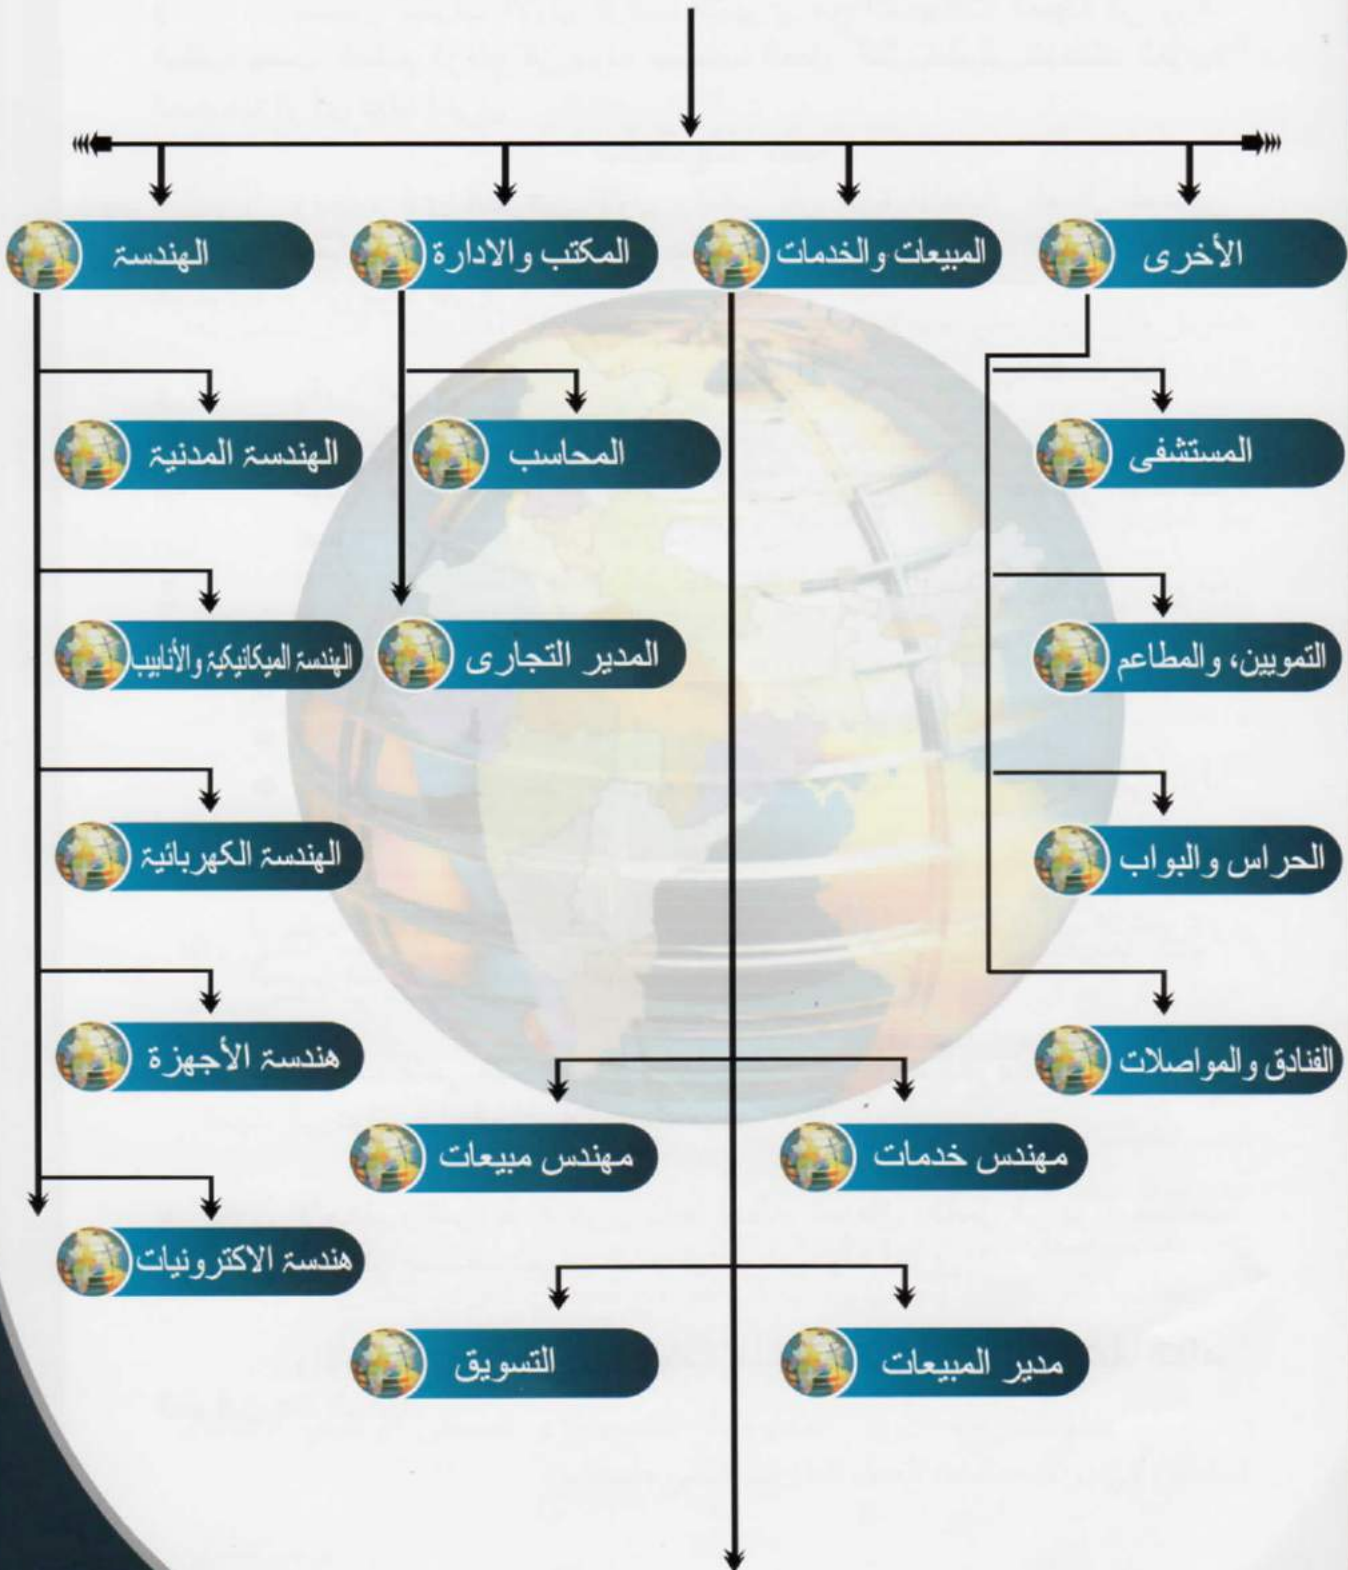 الأخرى
المبيعات والخدمات
المكتب والادارة
الهندسة
المستشفى
المحاسب
الهندسة المدنية
التمويين، والمطاعم
المدير التجارى
الهندسة الميكانيكية والأنابيب
الحراس والبواب
الهندسة الكهربائية
الفنادق والمواصلات
هندسة الأجهزة
مهندس خدمات
مهندس مبيعات
هندسة الاكترونيات
مدير المبيعات
التسويق